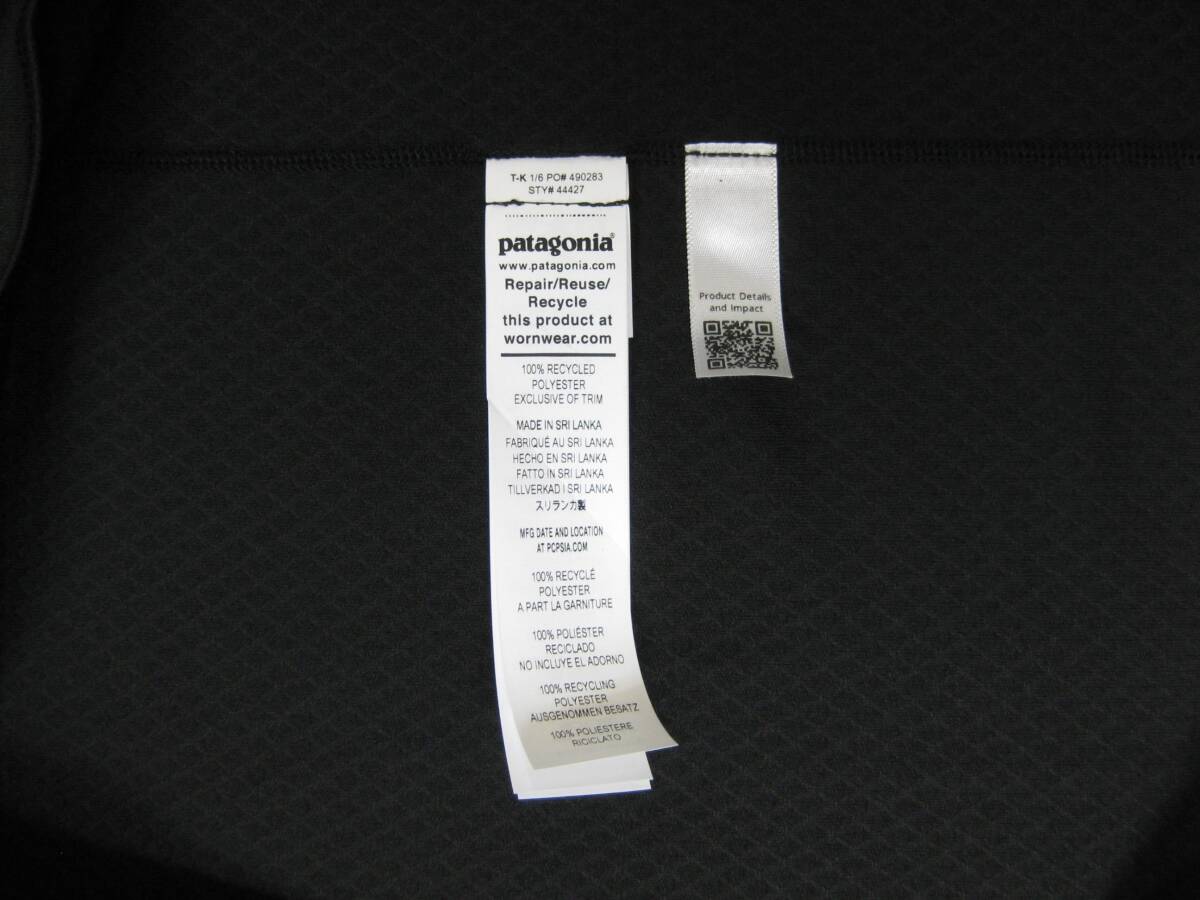 T-K 1/6 PO# 490283
STY# 44427
patagonia®
www.patagonia.com
Repair/Reuse/
Recycle
this product at
wornwear.com
100% RECYCLED
POLYESTER
EXCLUSIVE OF TRIM
MADE IN SRI LANKA
FABRIQUÉ AU SRI LANKA
HECHO EN SRI LANKA
FATTO IN SRI LANKA
TILLVERKAD I SRI LANKA
スリランカ製
MFG DATE AND LOCATION
AT PCPSIA.COM
100% RECYCLÉ
POLYESTER
A PART LA GARNITURE
100% POLIÉSTER
RECICLADO
NO INCLUYE EL ADORNO
100% RECYCLING
POLYESTER
AUSGENOMMEN BESATZ
100% POLIESTERE
RICICLATO
Product Details
and Impact